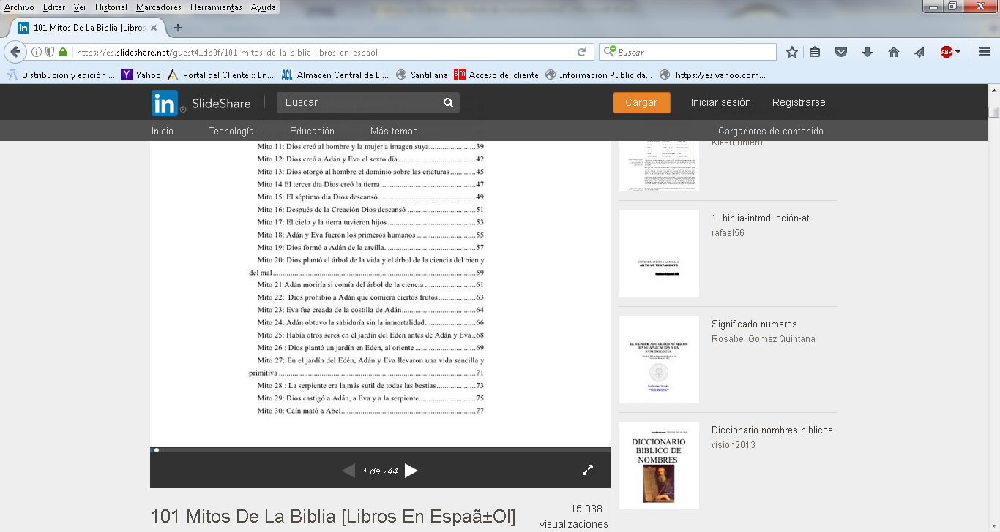 Archivo Editar Ver Historial Marcadores Herramientas Ayuda
101 Mitos De La Biblia [Libros
https://es.slideshare.net/guest41db9f/101-mitos-de-la-biblia-libros-en-espaol
Buscar
ABP
Distribución y edición ... Yahoo Portal del Cliente :: En... ACL Almacen Central de Li... Santillana sm Acceso del cliente Información Publicida... https://es.yahoo.com...
in SlideShare
Buscar
Cargar
Iniciar sesión
Registrarse
Inicio Tecnología Educación Más temas Cargadores de contenido
Mito 11: Dios creó al hombre y la mujer a imagen suya.........................39
Mito 12: Dios creó a Adán y Eva el sexto día.........................................42
Mito 13: Dios otorgó al hombre el dominio sobre las criaturas .............45
Mito 14 El tercer día Dios creó la tierra..................................................47
Mito 15: El séptimo día Dios descansó...................................................49
Mito 16: Después de la Creación Dios descansó ....................................51
Mito 17: El cielo y la tierra tuvieron hijos ..............................................53
Mito 18: Adán y Eva fueron los primeros humanos ...............................55
Mito 19: Dios formó a Adán de la arcilla................................................57
Mito 20: Dios plantó el árbol de la vida y el árbol de la ciencia del bien y
del mal...........................................................................................................59
Mito 21 Adán moriría si comía del árbol de la ciencia ...........................61
Mito 22: Dios prohibió a Adán que comiera ciertos frutos....................63
Mito 23: Eva fue creada de la costilla de Adán.......................................64
Mito 24: Adán obtuvo la sabiduría sin la inmortalidad...........................66
Mito 25: Había otros seres en el jardín del Edén antes de Adán y Eva..68
Mito 26 : Dios plantó un jardín en Edén, al oriente ................................69
Mito 27: En el jardín del Edén, Adán y Eva llevaron una vida sencilla y
primitiva ........................................................................................................71
Mito 28 : La serpiente era la más sutil de todas las bestias.....................73
Mito 29: Dios castigó a Adán, a Eva y a la serpiente..............................75
Mito 30: Caín mató a Abel.......................................................................77
1 de 244
101 Mitos De La Biblia [Libros En Espaã±Ol]
15.038
visualizaciones
Kikemontero
1. biblia-introducción-at
rafael56
INTRODUCCIÓN A LA BIBLIA
ANTIGUO TESTAMENTO
Significado numeros
Rosabel Gomez Quintana
EL SIGNIFICADO DE LOS NÚMEROS
EN SU APLICACIÓN A LA
NUMEROLOGÍA.
Diccionario nombres biblicos
vision2013
DICCIONARIO
BIBLICO DE
NOMBRES